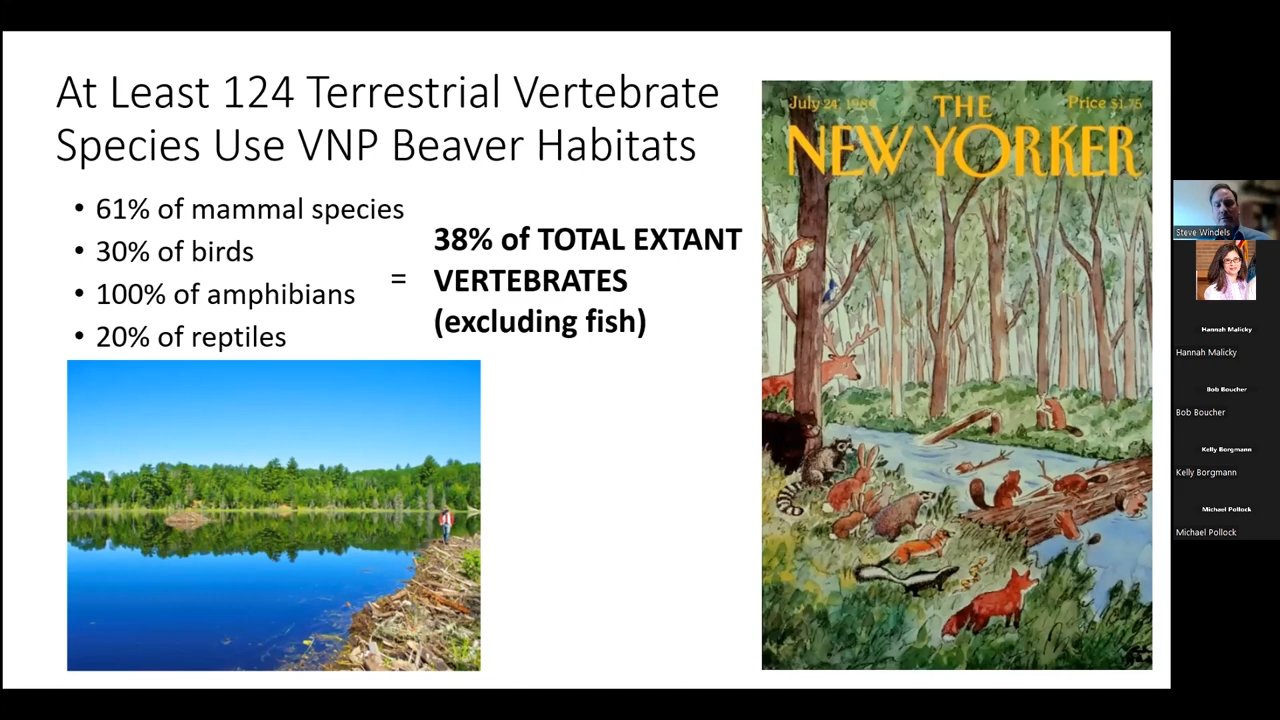 At Least 124 Terrestrial Vertebrate
Species Use VNP Beaver Habitats
• 61% of mammal species
• 30% of birds
• 100% of amphibians
• 20% of reptiles
=
38% of TOTAL EXTANT
VERTEBRATES
(excluding fish)
July 24, 1989
THE
Price $1.75
NEW YORKER
Steve Windels
Hannah Malicky
Hannah Malicky
Bob Boucher
Bob Boucher
Kelly Borgmann
Kelly Borgmann
Michael Pollock
Michael Pollock